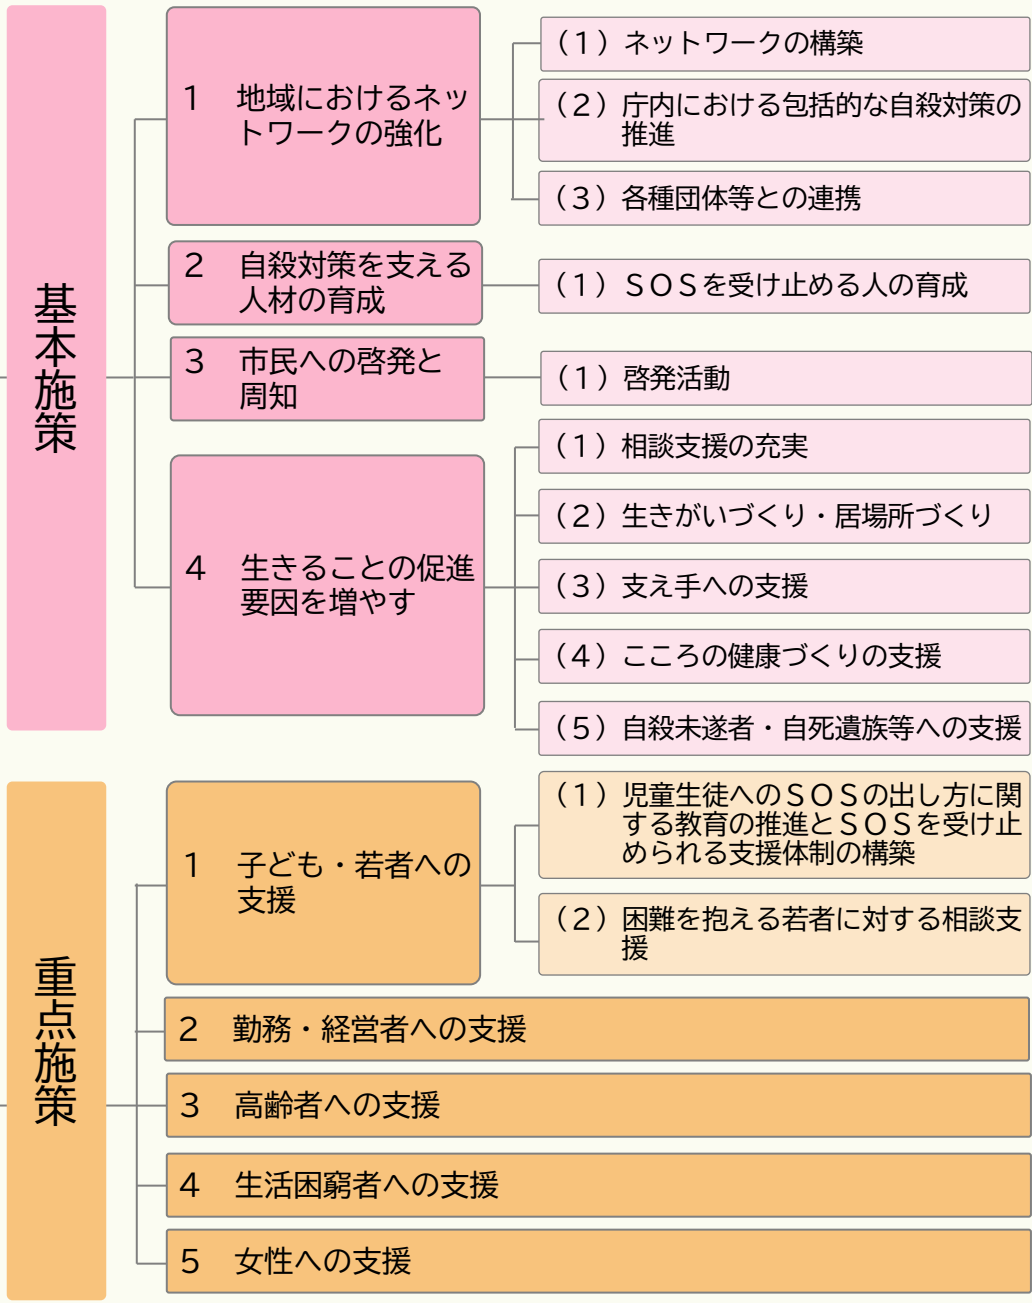 基本施策
1 地域におけるネッ
トワークの強化
（1）ネットワークの構築
（2）庁内における包括的な自殺対策の
推進
（3）各種団体等との連携
2 自殺対策を支える
人材の育成
（1）ＳＯＳを受け止める人の育成
3 市民への啓発と
周知
（1）啓発活動
4 生きることの促進
要因を増やす
（1）相談支援の充実
（2）生きがいづくり・居場所づくり
（3）支え手への支援
（4）こころの健康づくりの支援
（5）自殺未遂者・自死遺族等への支援
重点施策
1 子ども・若者への
支援
（1）児童生徒へのＳＯＳの出し方に関
する教育の推進とＳＯＳを受け止
められる支援体制の構築
（2）困難を抱える若者に対する相談支
援
2 勤務・経営者への支援
3 高齢者への支援
4 生活困窮者への支援
5 女性への支援